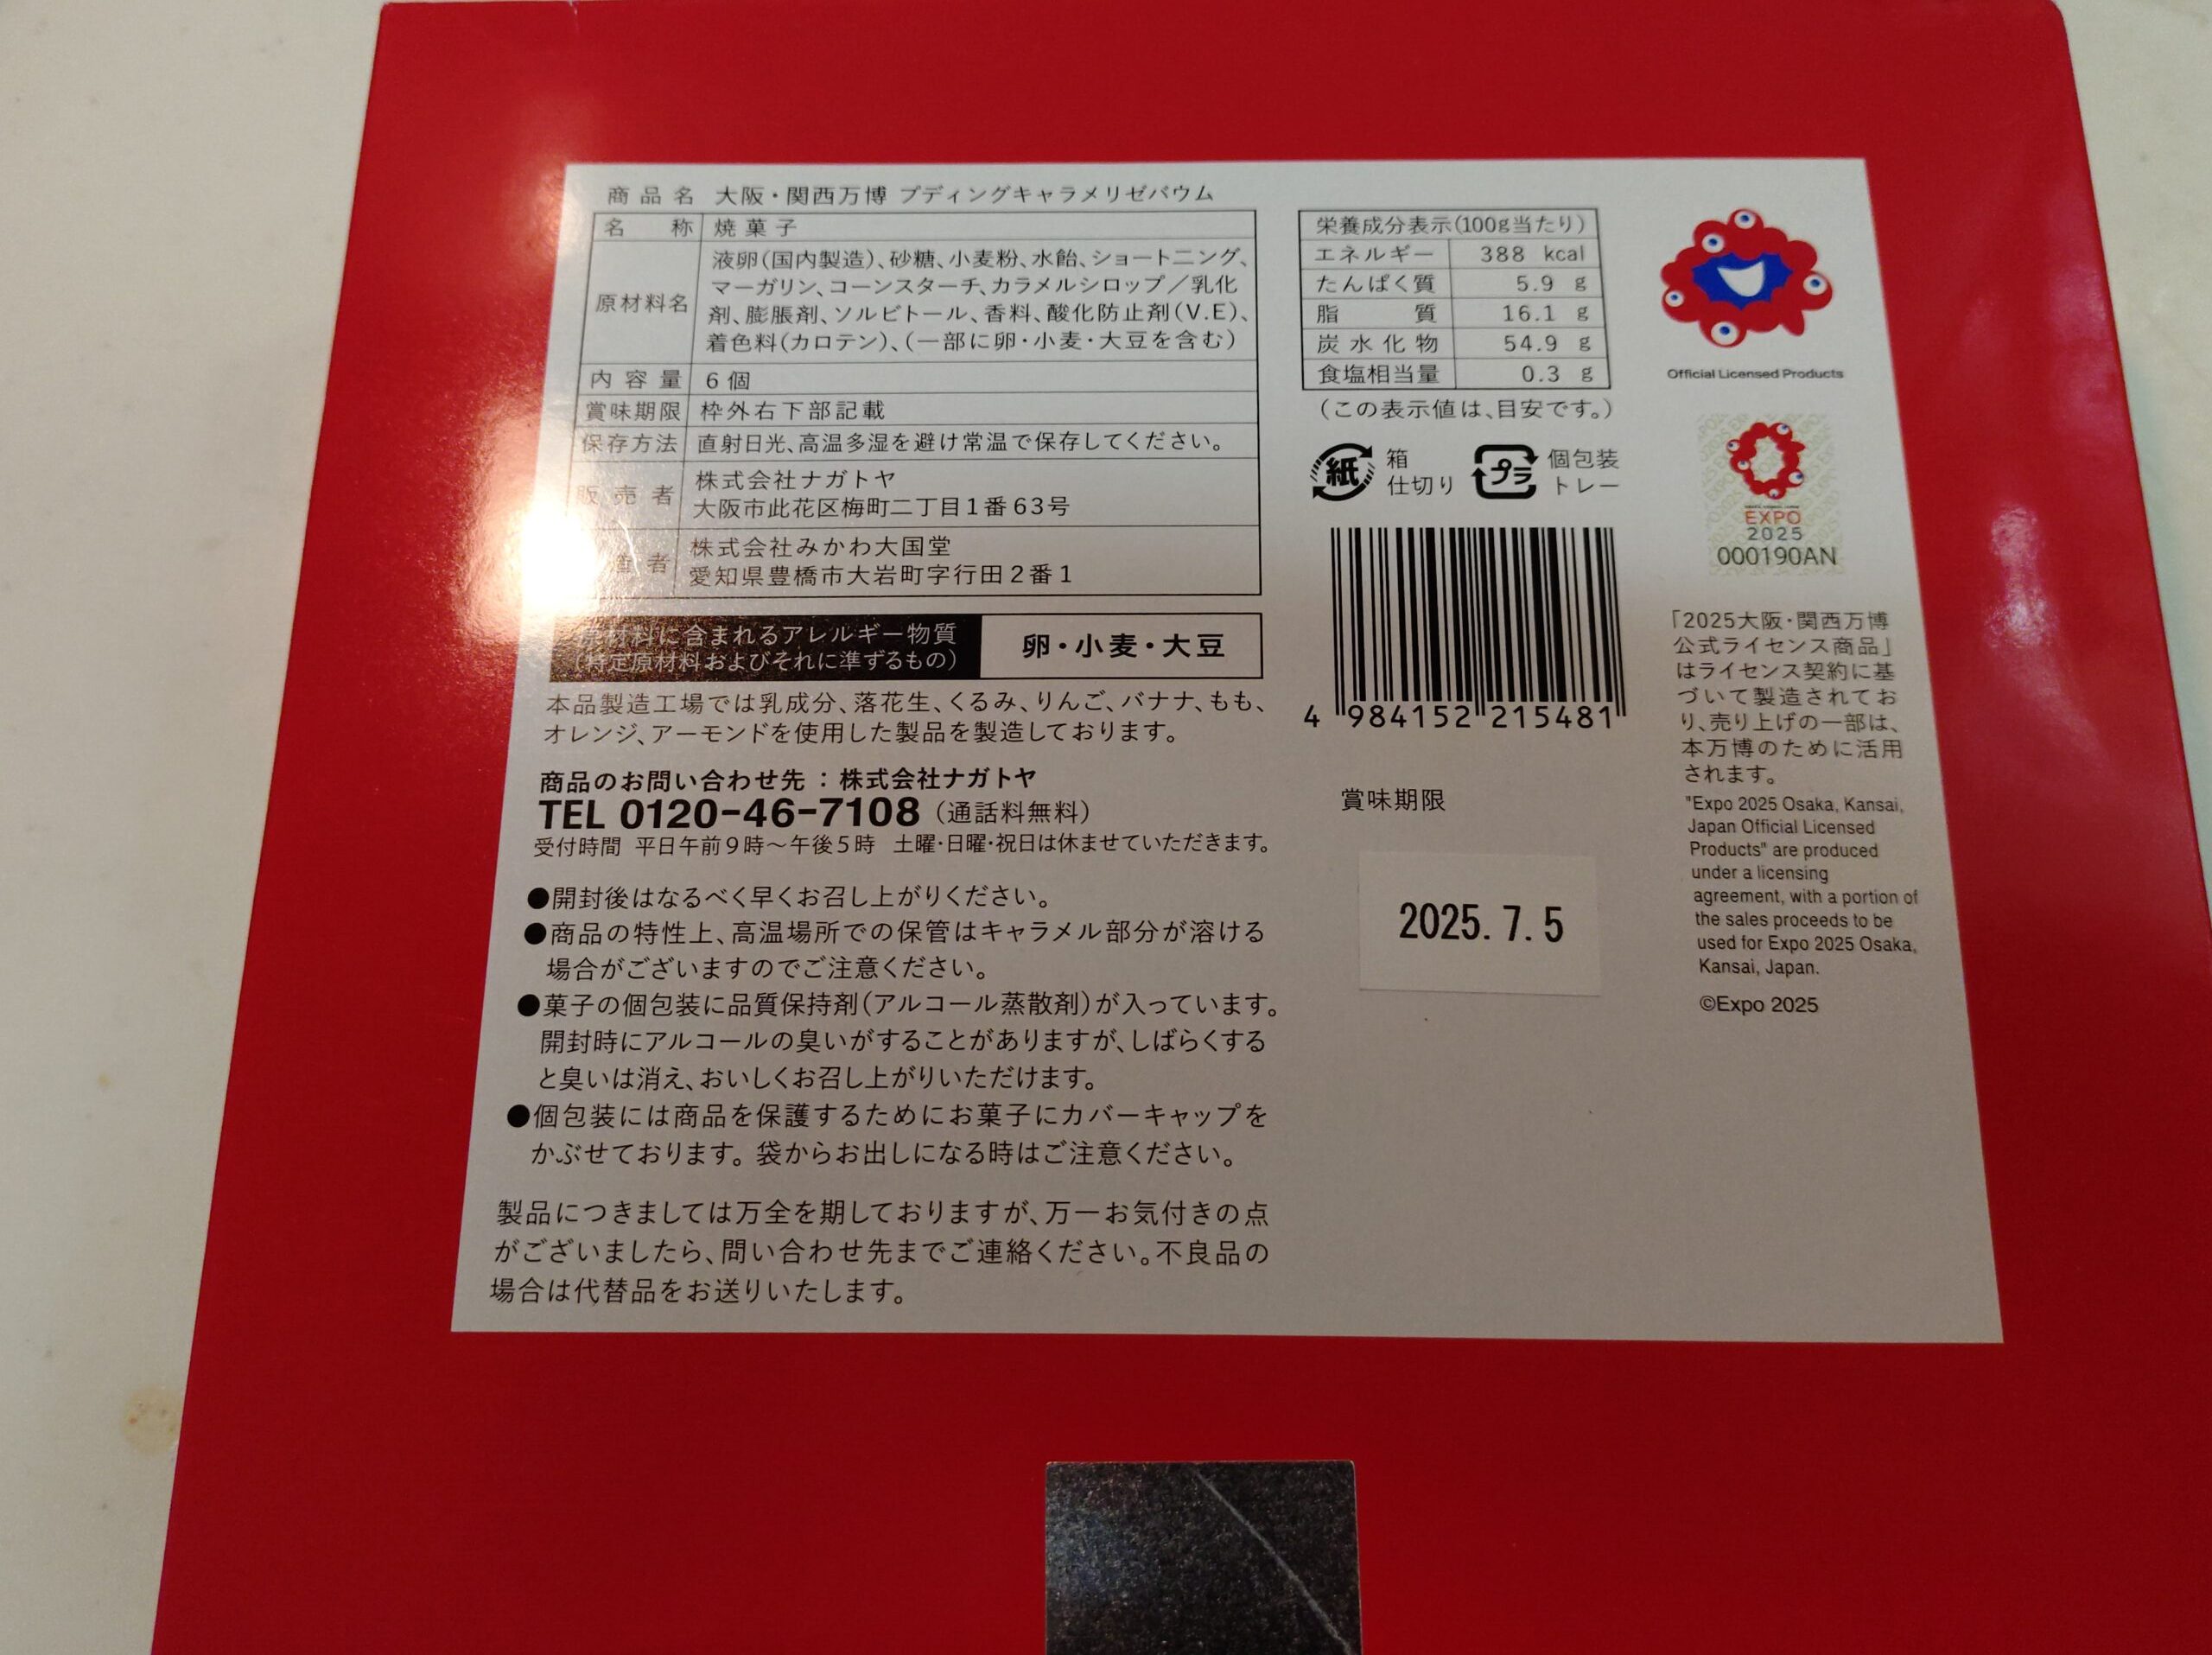 商品名 大阪・関西万博 プディングキャラメリゼバウム
名称 焼菓子
原材料名
液卵(国内製造)、砂糖、小麦粉、水飴、ショートニング、
マーガリン、コーンスターチ、カラメルシロップ/乳化
剤、膨脹剤、ソルビトール、香料、酸化防止剤(V.E)、
着色料(カロテン)、(一部に卵・小麦・大豆を含む)
内容量 6個
賞味期限 枠外右下部記載
保存方法 直射日光、高温多湿を避け常温で保存してください。
販売者
株式会社ナガトヤ
大阪市此花区梅町二丁目1番63号
造者
株式会社みかわ大国堂
愛知県豊橋市大岩町字行田2番1
原材料に含まれるアレルギー物質
(特定原材料およびそれに準ずるもの)
卵・小麦・大豆
本品製造工場では乳成分、落花生、くるみ、りんご、バナナ、もも、
オレンジ、アーモンドを使用した製品を製造しております。
商品のお問い合わせ先:株式会社ナガトヤ
TEL 0120-46-7108(通話料無料)
受付時間 平日午前9時〜午後5時 土曜・日曜・祝日は休ませていただきます。
●開封後はなるべく早くお召し上がりください。
●商品の特性上、高温場所での保管はキャラメル部分が溶ける
場合がございますのでご注意ください。
●菓子の個包装に品質保持剤(アルコール蒸散剤)が入っています。
開封時にアルコールの臭いがすることがありますが、しばらくする
と臭いは消え、おいしくお召し上がりいただけます。
●個包装には商品を保護するためにお菓子にカバーキャップを
かぶせております。袋からお出しになる時はご注意ください。
製品につきましては万全を期しておりますが、万一お気付きの点
がございましたら、問い合わせ先までご連絡ください。不良品の
場合は代替品をお送りいたします。
栄養成分表示(100g当たり)
エネルギー 388 kcal
たんぱく質 5.9 g
脂質 16.1 g
炭水化物 54.9 g
食塩相当量 0.3 g
(この表示値は、目安です。)
紙 箱
仕切り
プラ 個包装
トレー
4 984152 215481
賞味期限
2025.7.5
Official Licensed Products
EXPO
2025
000190AN
「2025大阪・関西万博
公式ライセンス商品」
はライセンス契約に基
づいて製造されてお
り、売り上げの一部は、
本万博のために活用
されます。
"Expo 2025 Osaka, Kansai,
Japan Official Licensed
Products" are produced
under a licensing
agreement, with a portion of
the sales proceeds to be
used for Expo 2025 Osaka,
Kansai, Japan.
©Expo 2025